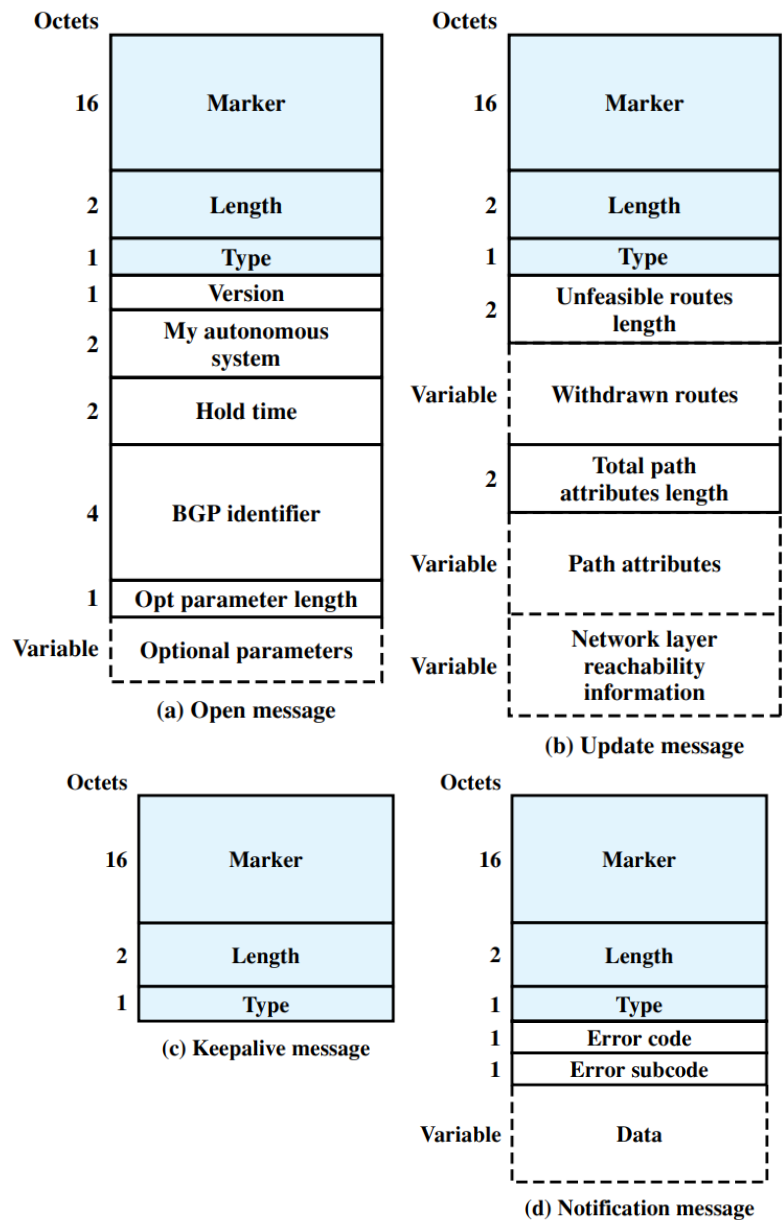 Octets
16 Marker
2 Length
1 Type
1 Version
2 My autonomous
system
2 Hold time
4 BGP identifier
1 Opt parameter length
Variable Optional parameters
(a) Open message
Octets
16 Marker
2 Length
1 Type
2 Unfeasible routes
length
Variable Withdrawn routes
2 Total path
attributes length
Variable Path attributes
Variable Network layer
reachability
information
(b) Update message
Octets
16 Marker
2 Length
1 Type
(c) Keepalive message
Octets
16 Marker
2 Length
1 Type
1 Error code
1 Error subcode
Variable Data
(d) Notification message